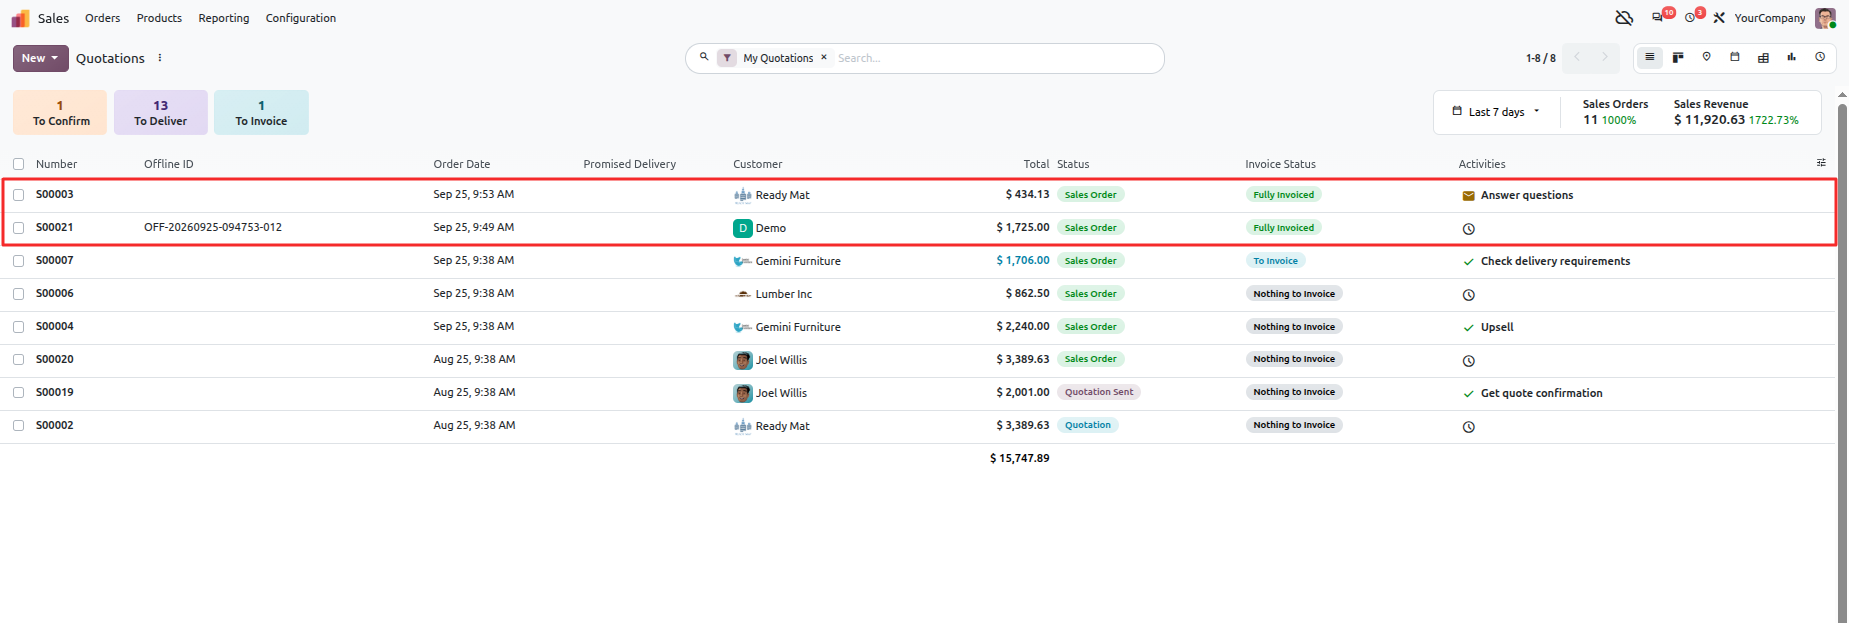 Sales Orders Products Reporting Configuration 10 3 YourCompany
New Quotations My Quotations × Search... 1-8 / 8
1 To Confirm
13 To Deliver
1 To Invoice
Last 7 days
Sales Orders Sales Revenue
11 1000% $ 11,920.63 1722.73%
Number Offline ID Order Date Promised Delivery Customer Total Status Invoice Status Activities
S00003 Sep 25, 9:53 AM Ready Mat $ 434.13 Sales Order Fully Invoiced Answer questions
S00021 OFF-20260925-094753-012 Sep 25, 9:49 AM D Demo $ 1,725.00 Sales Order Fully Invoiced
S00007 Sep 25, 9:38 AM Gemini Furniture $ 1,706.00 Sales Order To Invoice Check delivery requirements
S00006 Sep 25, 9:38 AM Lumber Inc $ 862.50 Sales Order Nothing to Invoice
S00004 Sep 25, 9:38 AM Gemini Furniture $ 2,240.00 Sales Order Nothing to Invoice Upsell
S00020 Aug 25, 9:38 AM Joel Willis $ 3,389.63 Sales Order Nothing to Invoice
S00019 Aug 25, 9:38 AM Joel Willis $ 2,001.00 Quotation Sent Nothing to Invoice Get quote confirmation
S00002 Aug 25, 9:38 AM Ready Mat $ 3,389.63 Quotation Nothing to Invoice
$ 15,747.89